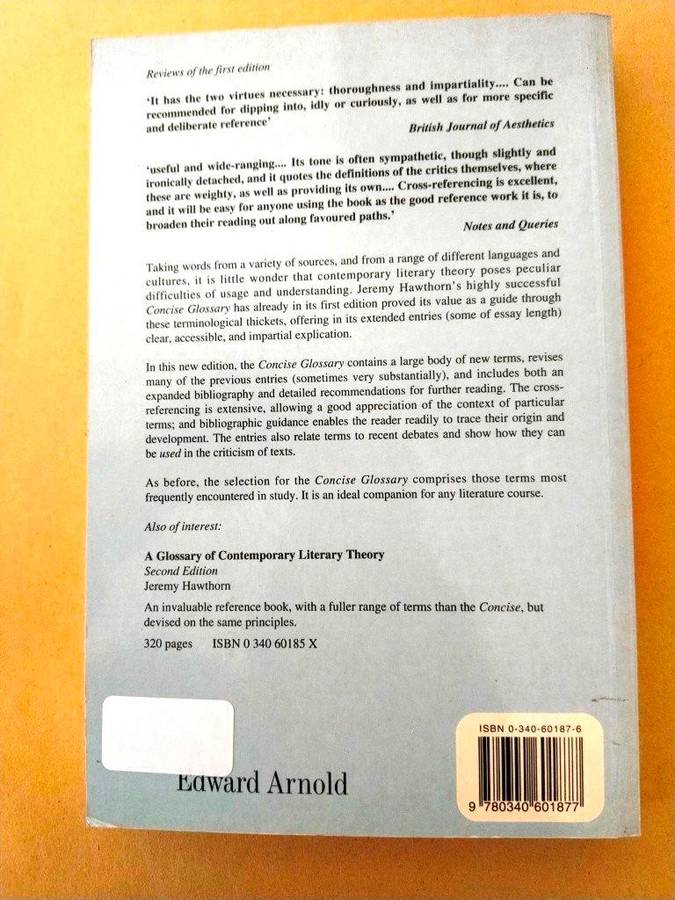 Reviews of the first edition
'It has the two virtues necessary: thoroughness and impartiality.... Can be
recommended for dipping into, idly or curiously, as well as for more specific
and deliberate reference'
British Journal of Aesthetics
'useful and wide-ranging.... Its tone is often sympathetic, though slightly and
ironically detached, and it quotes the definitions of the critics themselves, where
these are weighty, as well as providing its own.... Cross-referencing is excellent,
and it will be easy for anyone using the book as the good reference work it is, to
broaden their reading out along favoured paths.'
Notes and Queries
Taking words from a variety of sources, and from a range of different languages and
cultures, it is little wonder that contemporary literary theory poses peculiar
difficulties of usage and understanding. Jeremy Hawthorn's highly successful
Concise Glossary has already in its first edition proved its value as a guide through
these terminological thickets, offering in its extended entries (some of essay length)
clear, accessible, and impartial explication.
In this new edition, the Concise Glossary contains a large body of new terms, revises
many of the previous entries (sometimes very substantially), and includes both an
expanded bibliography and detailed recommendations for further reading. The cross-
referencing is extensive, allowing a good appreciation of the context of particular
terms; and bibliographic guidance enables the reader readily to trace their origin and
development. The entries also relate terms to recent debates and show how they can
be used in the criticism of texts.
As before, the selection for the Concise Glossary comprises those terms most
frequently encountered in study. It is an ideal companion for any literature course.
Also of interest:
A Glossary of Contemporary Literary Theory
Second Edition
Jeremy Hawthorn
An invaluable reference book, with a fuller range of terms than the Concise, but
devised on the same principles.
320 pages ISBN 0 340 60185 X
Edward Arnold
ISBN 0-340-60187-6
9 780340 601877